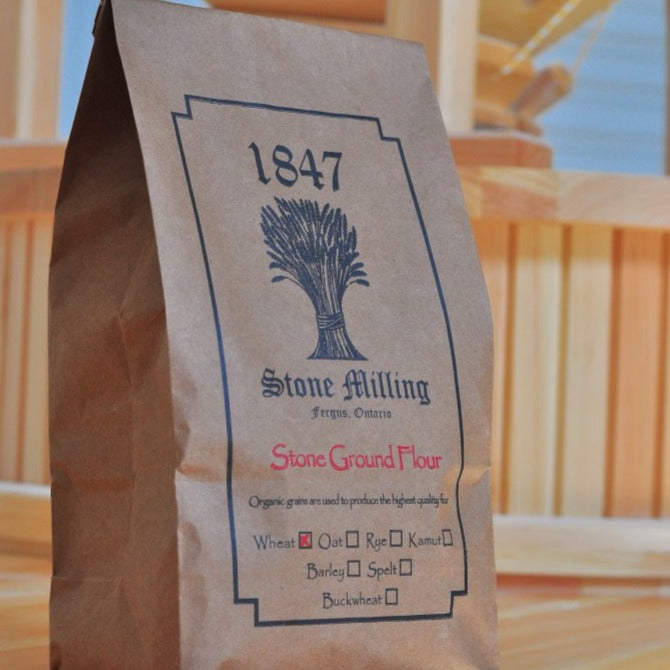 1847
Stone Milling
Fergus, Ontario
Stone Ground Flour
Organic grains are used to produce the highest quality for
Wheat Oat Rye Kamut
Barley Spelt
Buckwheat